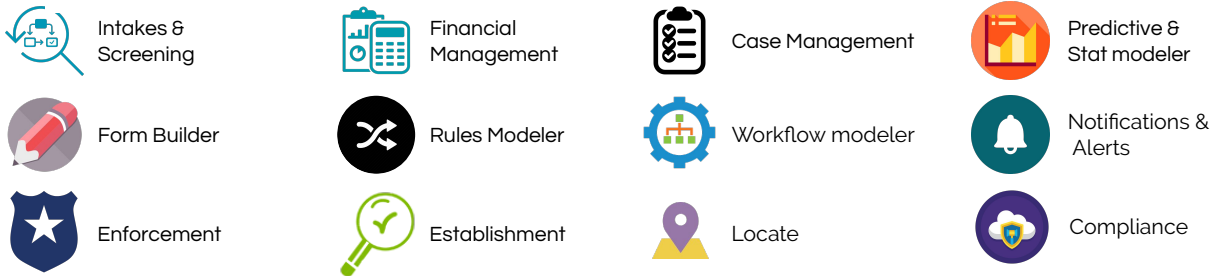 Intakes &
Screening
Financial
Management
Case Management
Predictive &
Stat modeler
Form Builder
Rules Modeler
Workflow modeler
Notifications &
Alerts
Enforcement
Establishment
Locate
Compliance